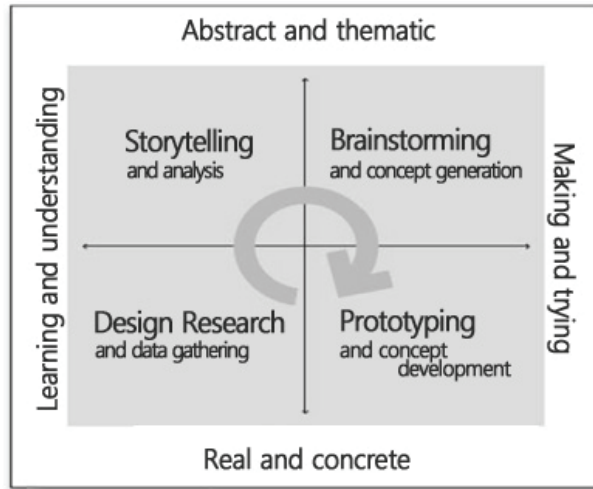 Abstract and thematic
Learning and understanding
Storytelling
and analysis
Brainstorming
and concept generation
Design Research
and data gathering
Prototyping
and concept
development
Making and trying
Real and concrete